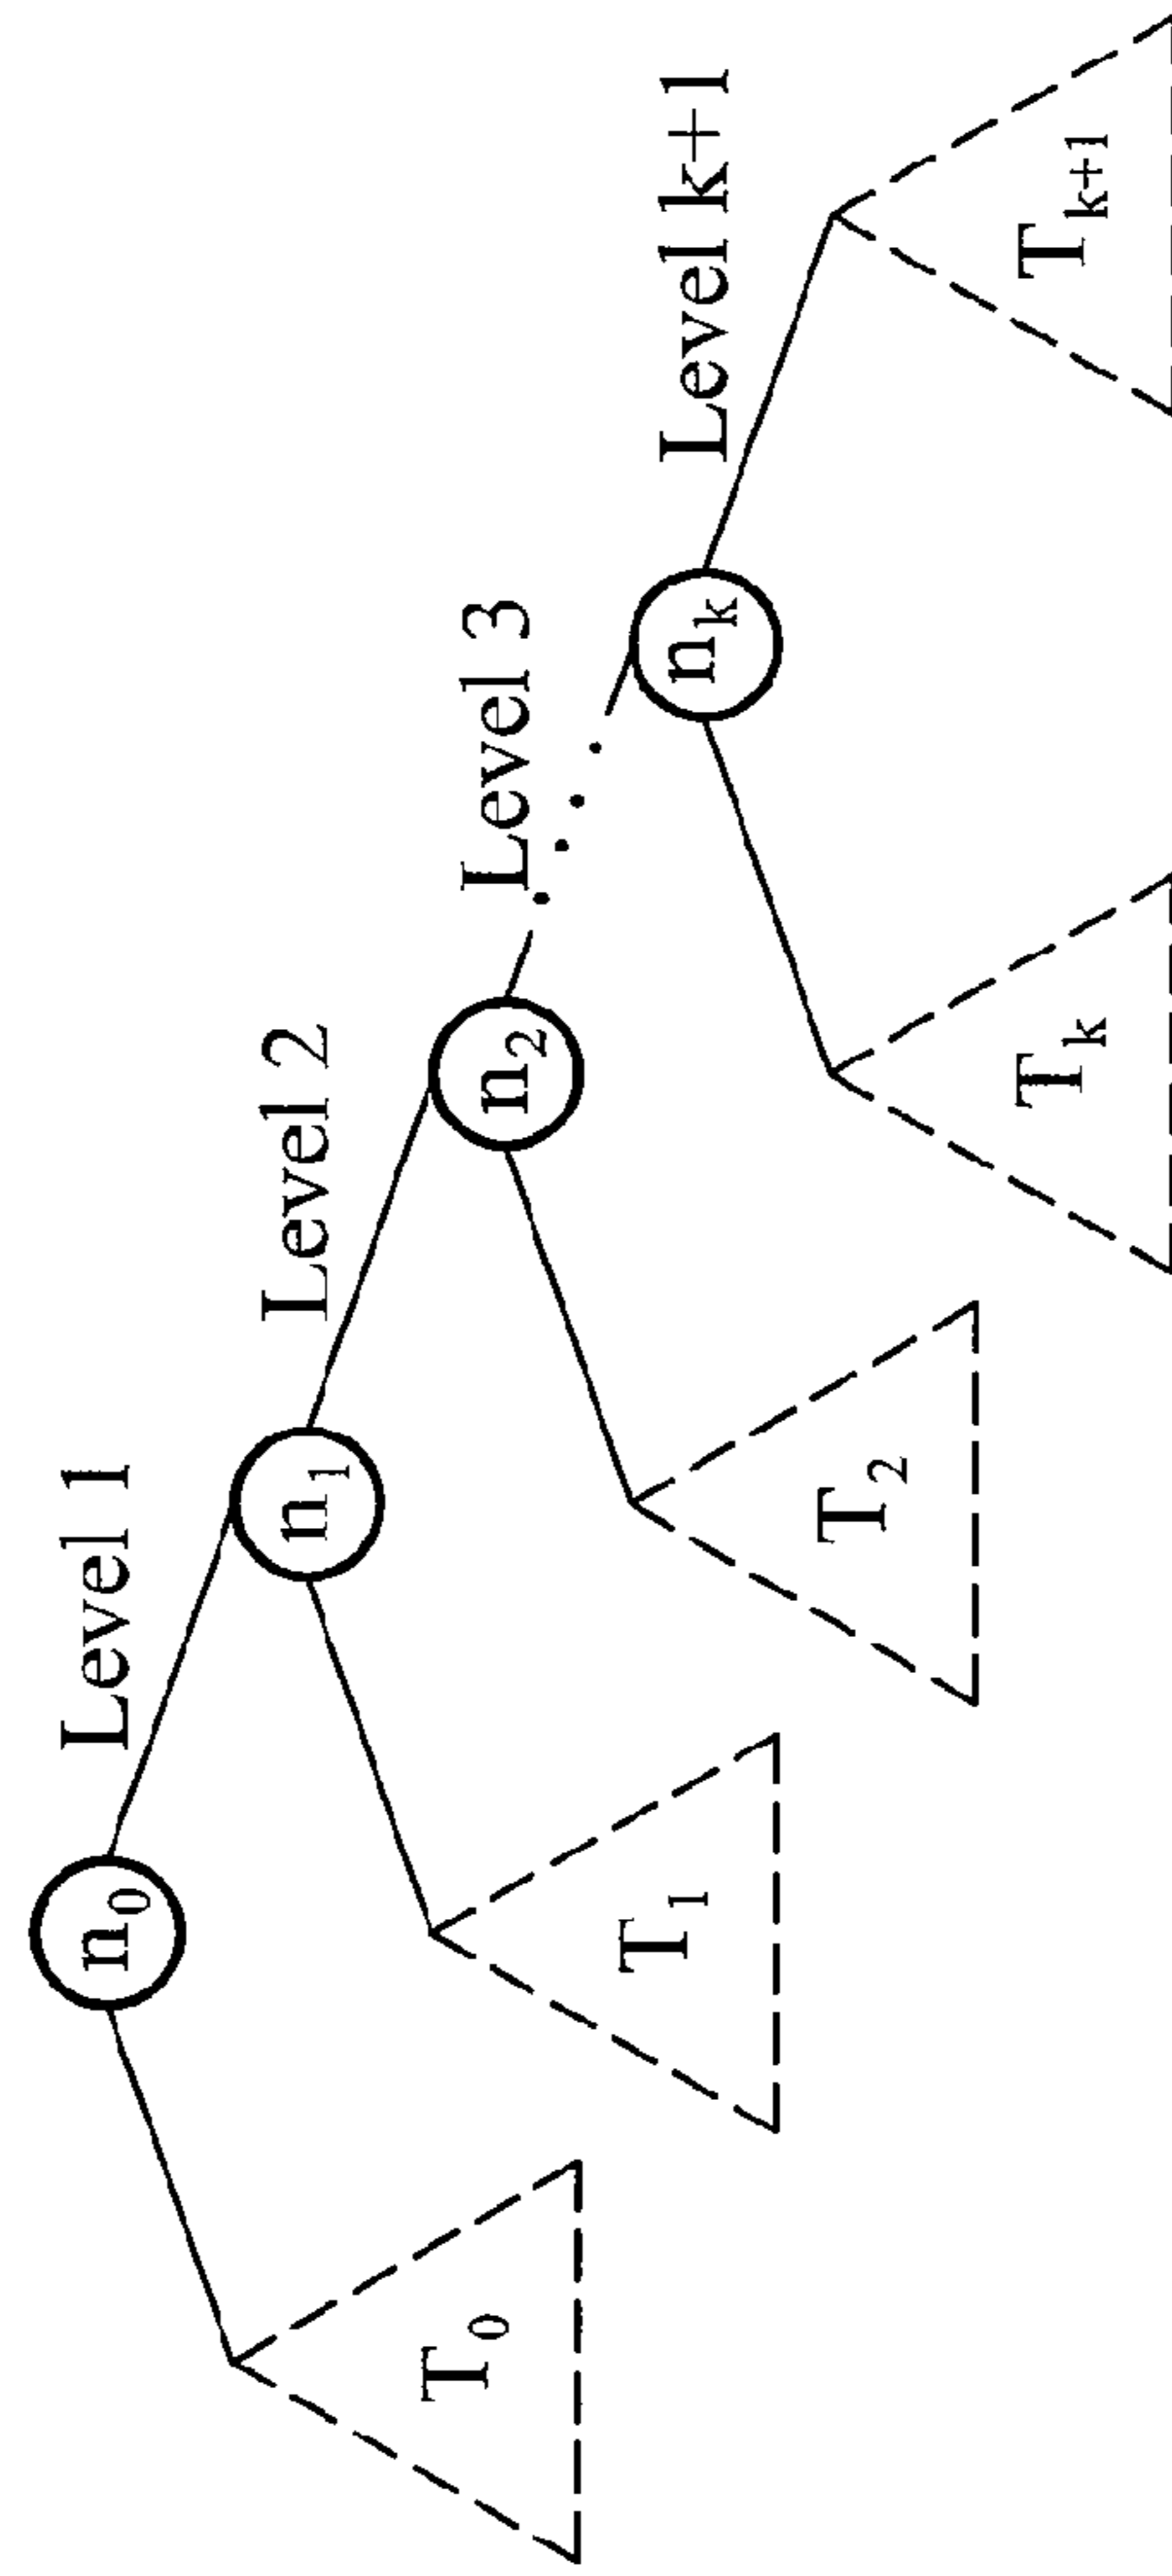 Level 1
Level 2
Level 3
Level k+1
n₀
n₁
n₂
nₖ
T₀
T₁
T₂
Tₖ
Tₖ₊₁